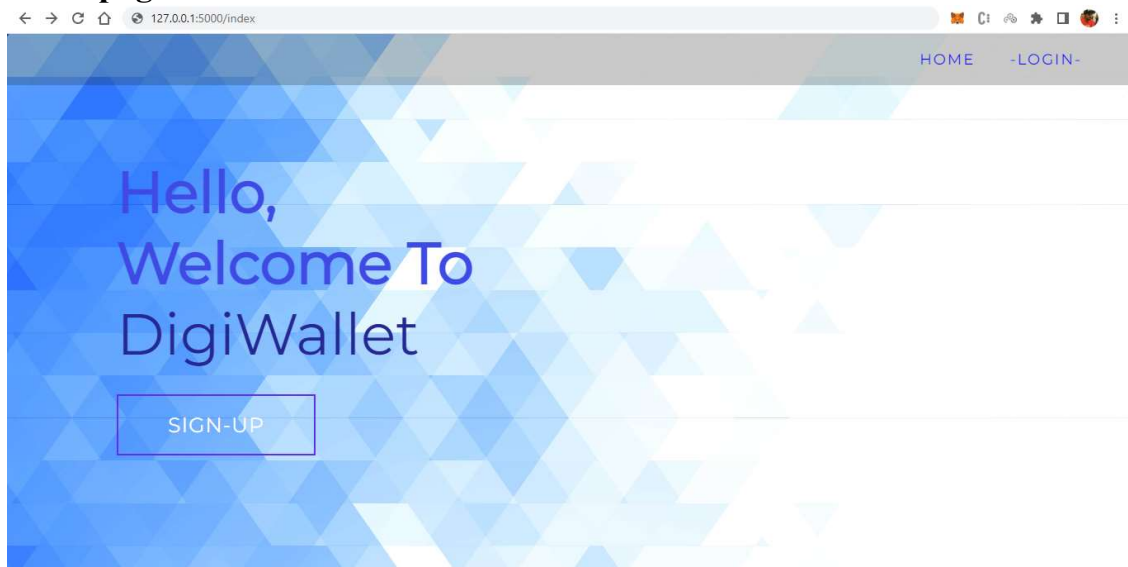 127.0.0.1:5000/index
HOME -LOGIN-
Hello,
Welcome To
DigiWallet
SIGN-UP